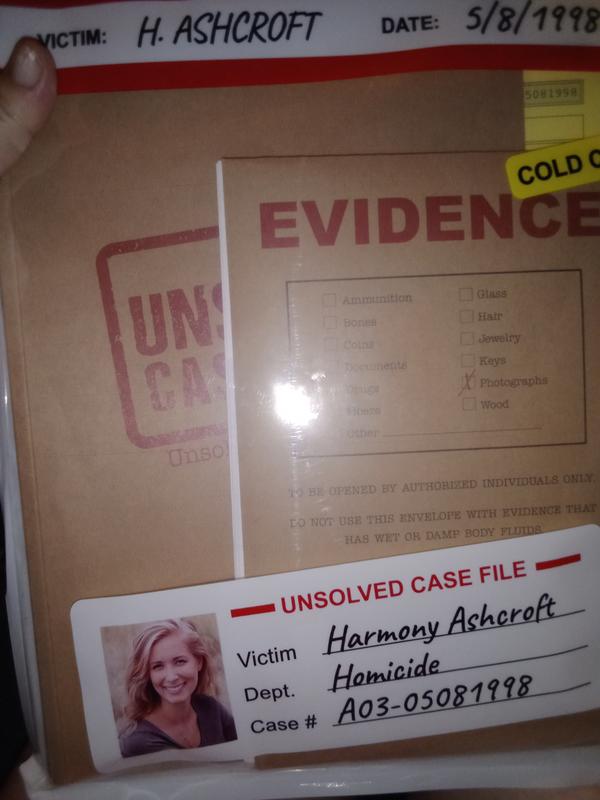 VICTIM: H. ASHCROFT DATE: 5/8/1998
05081998
COLD C
EVIDENCE
UNS
CAS
Unsol
Ammunition
Bones
Coins
Documents
Drugs
Other
Glass
Hair
Jewelry
Keys
X Photographs
Wood
TO BE OPENED BY AUTHORIZED INDIVIDUALS ONLY.
DO NOT USE THIS ENVELOPE WITH EVIDENCE THAT
HAS WET OR DAMP BODY FLUIDS.
UNSOLVED CASE FILE
Victim Harmony Ashcroft
Dept. Homicide
Case # A03-05081998